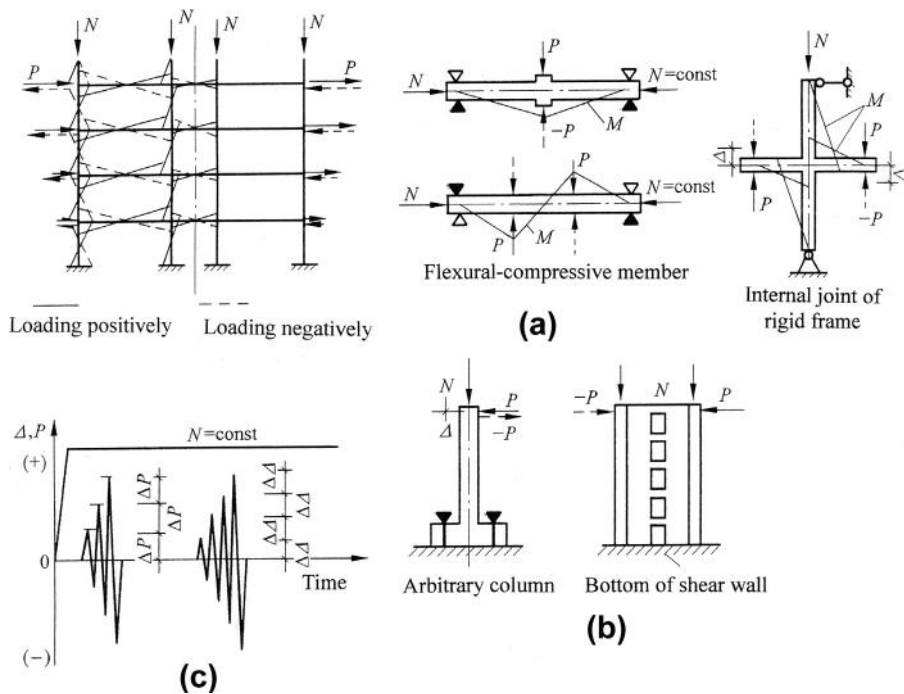 N N N N
P P
Loading positively Loading negatively
P
N N=const
−P M
P
N N=const
P M
Flexural-compressive member
(a)
N
M
P
Δ Δ
P −P
Internal joint of
rigid frame
Δ,P
(+)
N=const
ΔP ΔP ΔP
ΔΔ ΔΔ ΔΔ ΔΔ
0
Time
(−)
(c)
N
P
Δ −P
Arbitrary column
−P N P
Bottom of shear wall
(b)